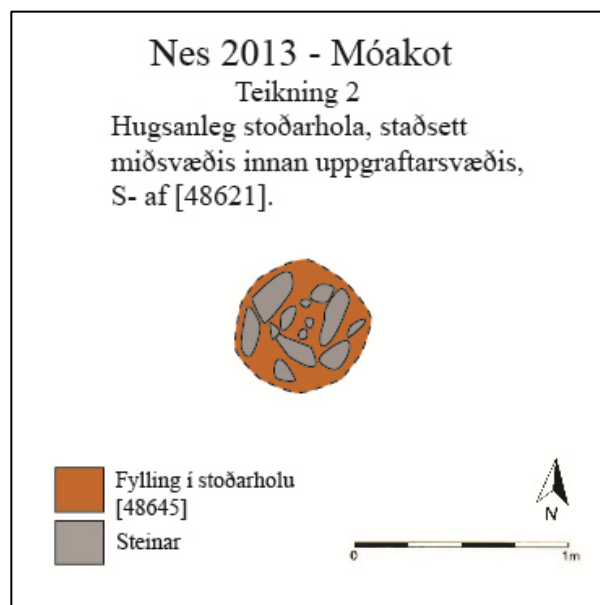 Nes 2013 - Móakot
Teikning 2
Hugsanleg stoðarhola, staðsett
miðsvæðis innan uppgraftarsvæðis,
S- af [48621].
Fylling í stoðarholu
[48645]
Steinar
N
0 1m